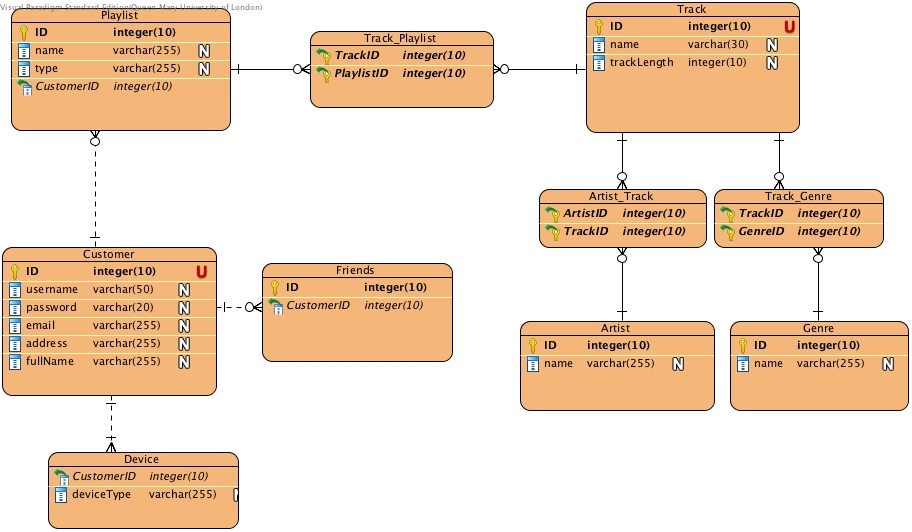 Visual Paradigm Standard Edition(Queen Mary University of London)
Playlist
ID integer(10)
name varchar(255) N
type varchar(255) N
CustomerID integer(10)
Track_Playlist
TrackID integer(10)
PlaylistID integer(10)
Track
ID integer(10) U
name varchar(30) N
trackLength integer(10) N
Artist_Track
ArtistID integer(10)
TrackID integer(10)
Track_Genre
TrackID integer(10)
GenreID integer(10)
Customer
ID integer(10) U
username varchar(50) N
password varchar(20) N
email varchar(255) N
address varchar(255) N
fullName varchar(255) N
Friends
ID integer(10)
CustomerID integer(10)
Artist
ID integer(10)
name varchar(255) N
Genre
ID integer(10)
name varchar(255) N
Device
CustomerID integer(10)
deviceType varchar(255)